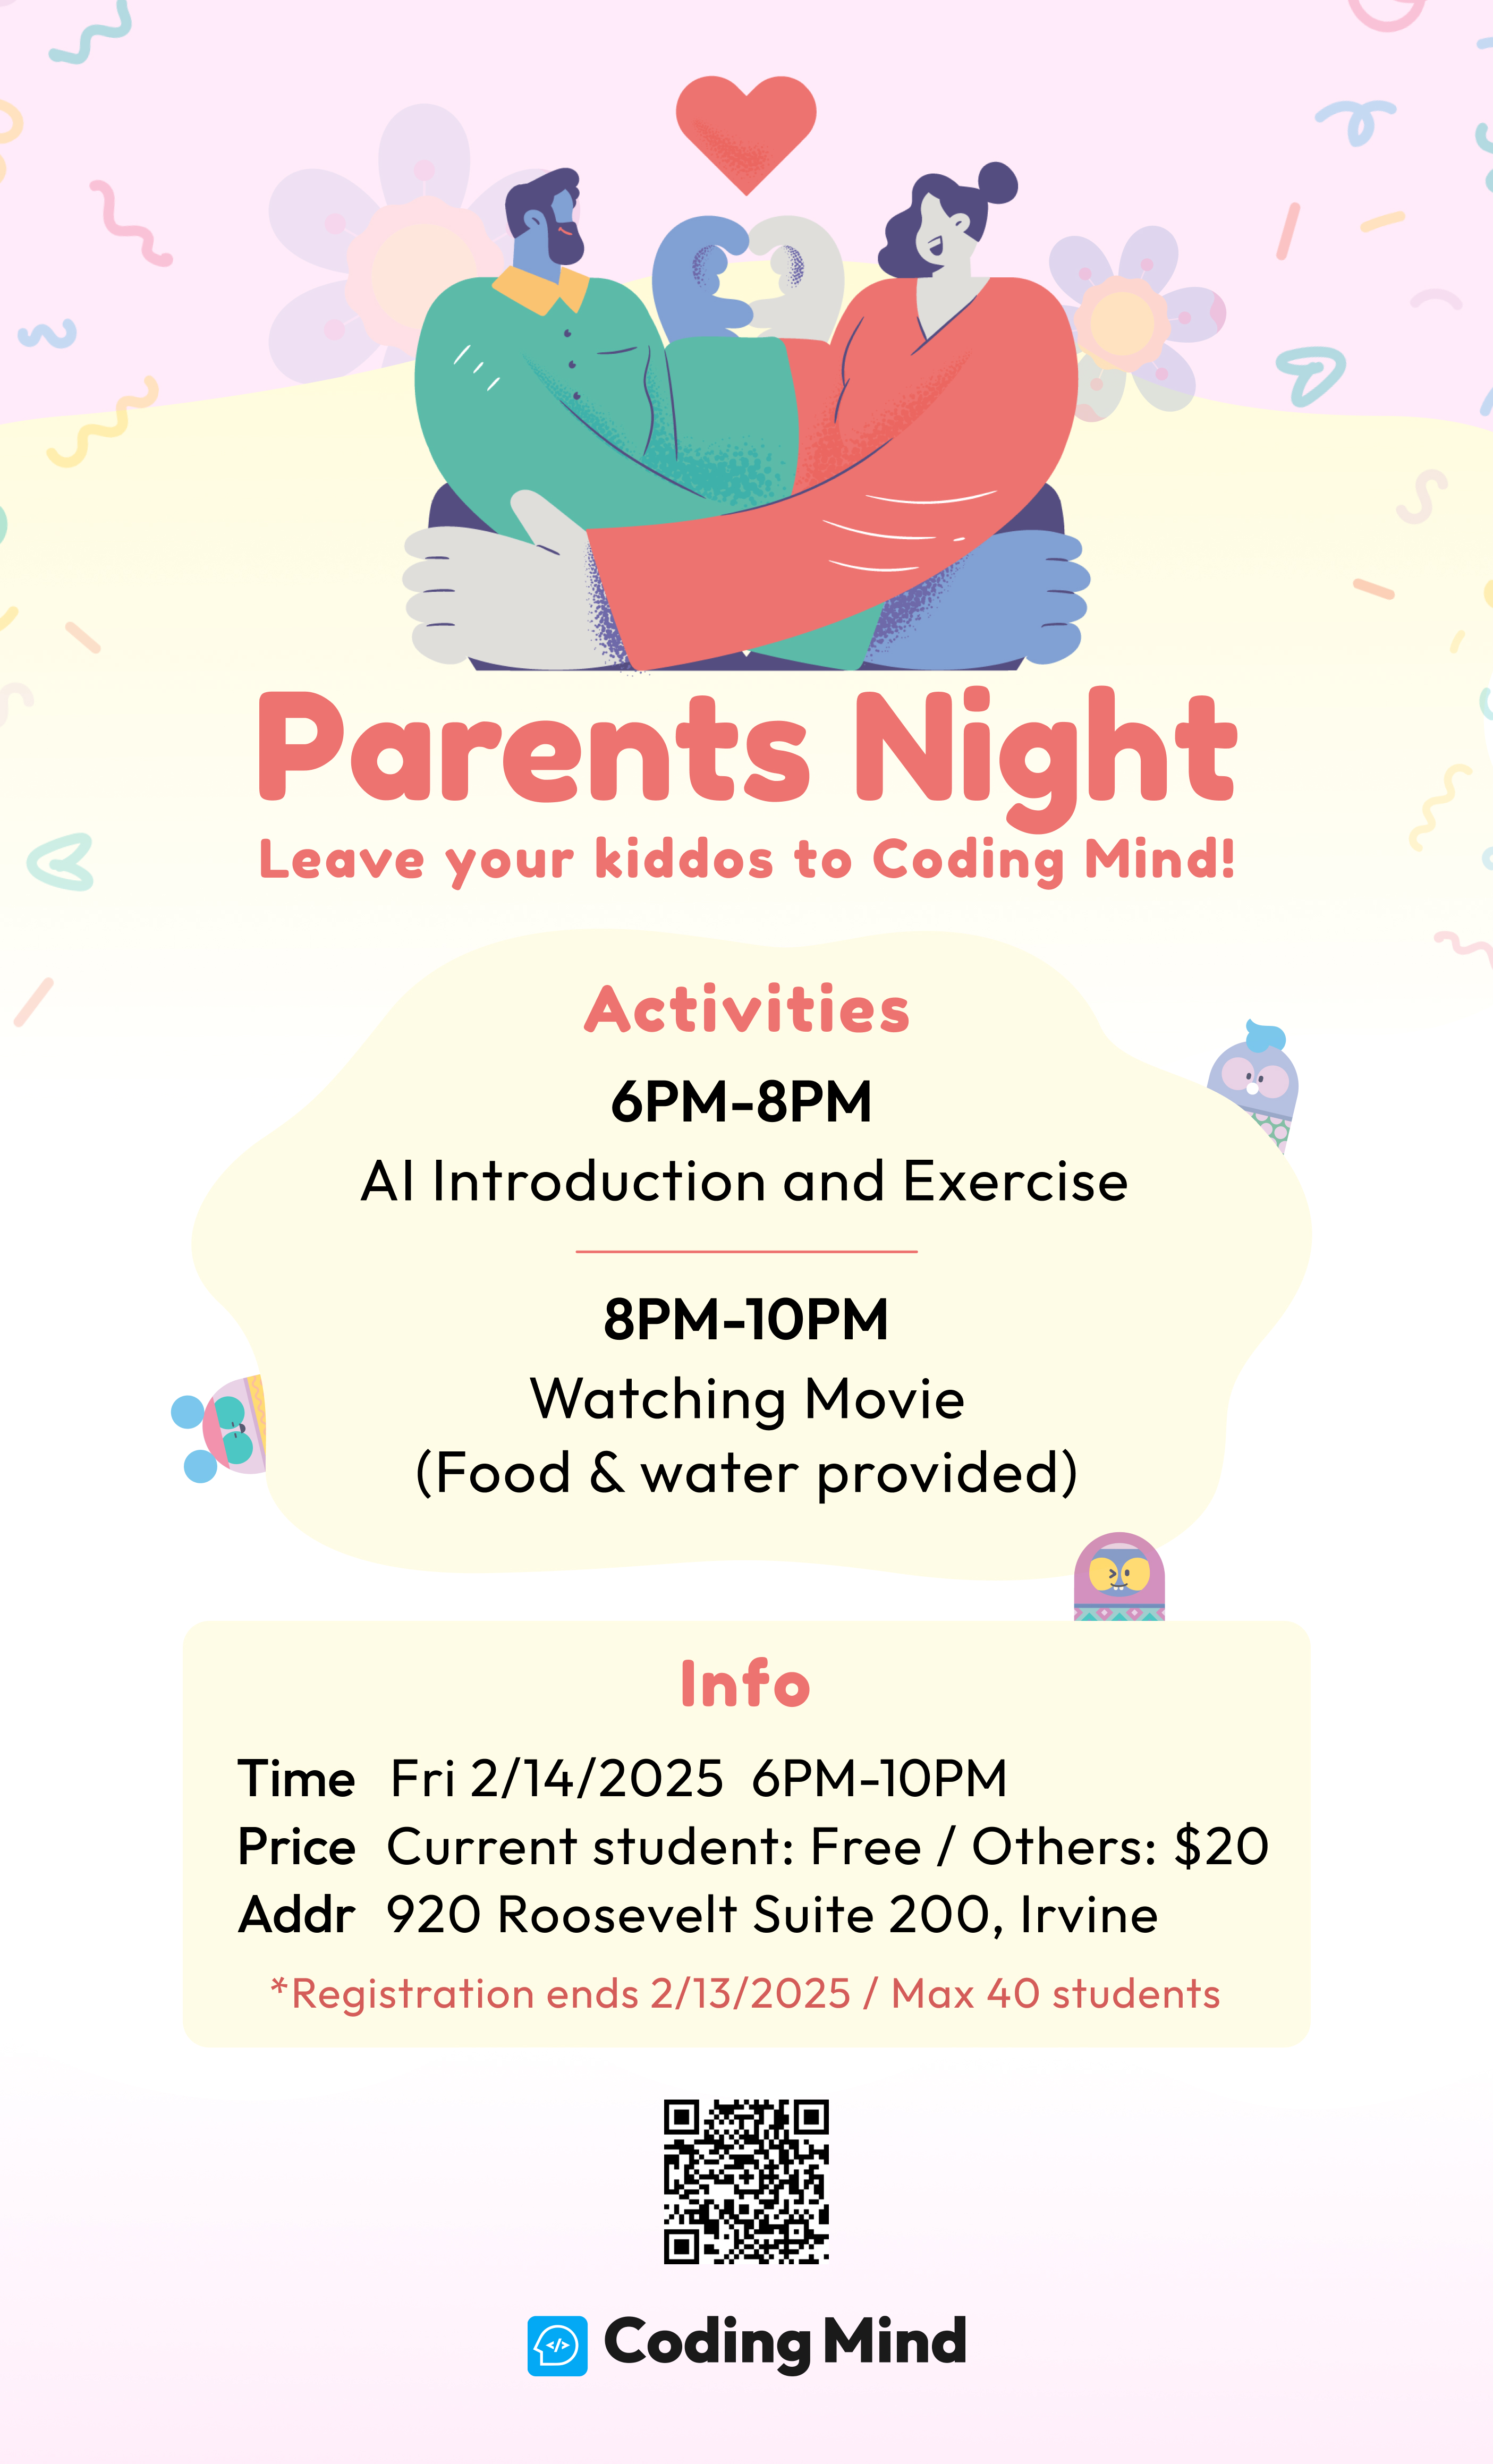 Parents Night
Leave your kiddos to Coding Mind!
Activities
6PM-8PM
AI Introduction and Exercise
8PM-10PM
Watching Movie
(Food & water provided)
Info
Time Fri 2/14/2025 6PM-10PM
Price Current student: Free / Others: $20
Addr 920 Roosevelt Suite 200, Irvine
*Registration ends 2/13/2025 / Max 40 students
</>
Coding Mind